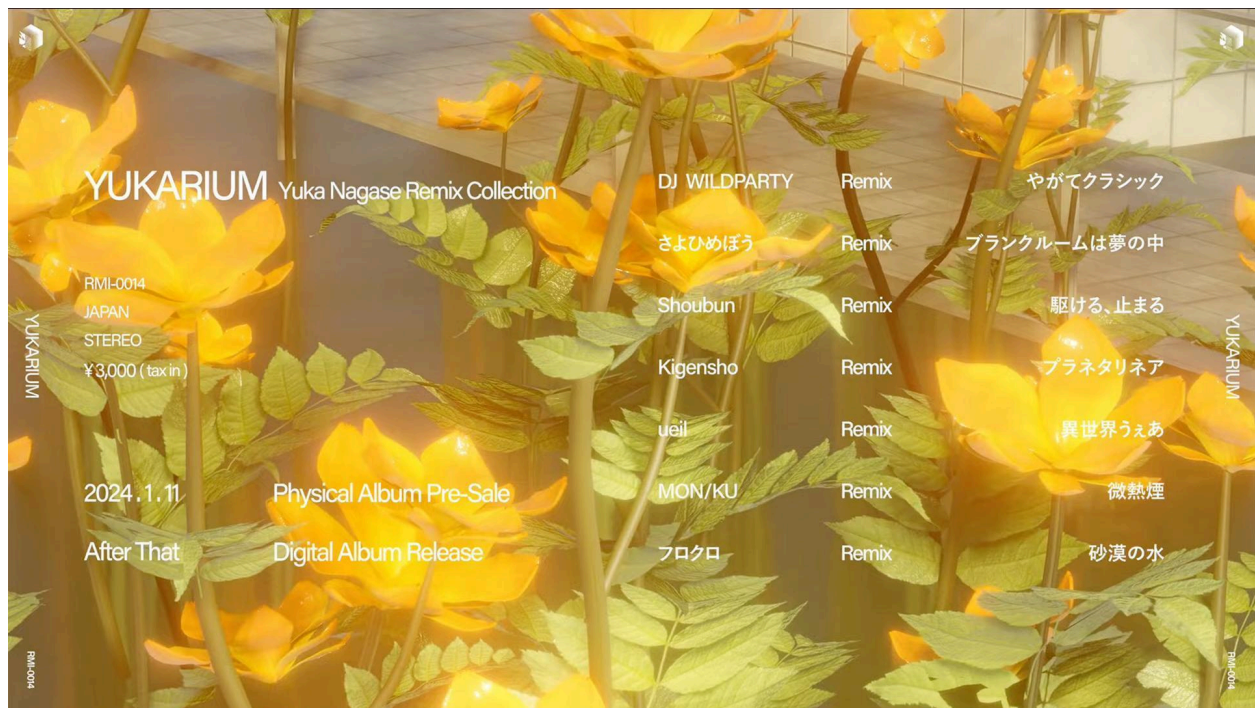 YUKARIUM Yuka Nagase Remix Collection
RMI-0014
JAPAN
STEREO
¥3,000 ( tax in )
2024.1.11 Physical Album Pre-Sale
After That Digital Album Release
DJ WILDPARTY Remix やがてクラシック
さよひめぼう Remix ブランクルームは夢の中
Shoubun Remix 駆ける、止まる
Kigensho Remix プラネタリネア
ueil Remix 異世界うぇあ
MON/KU Remix 微熱煙
フロクロ Remix 砂漠の水
YUKARIUM
RMI-0014
YUKARIUM
RMI-0014